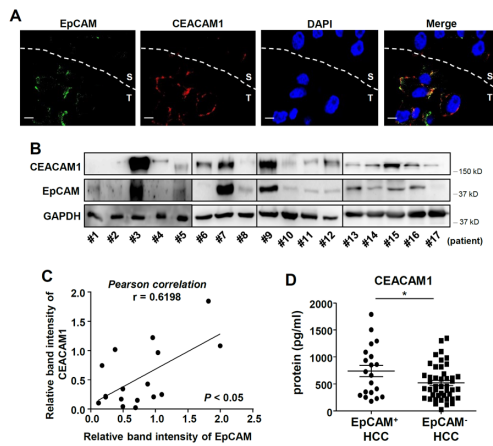 A
EpCAM CEACAM1 DAPI Merge
S S S S
T T T T
B
CEACAM1
150 kD
EpCAM
37 kD
GAPDH
37 kD
#1 #2 #3 #4 #5 #6 #7 #8 #9 #10 #11 #12 #13 #14 #15 #16 #17 (patient)
C
Pearson correlation
r = 0.6198
Relative band intensity of
CEACAM1
2.0
1.5
1.0
0.5
0.0
P < 0.05
0.0 0.5 1.0 1.5 2.0 2.5
Relative band intensity of EpCAM
D
CEACAM1
*
protein (pg/ml)
2000
1500
1000
500
0
EpCAM+ EpCAM-
HCC HCC